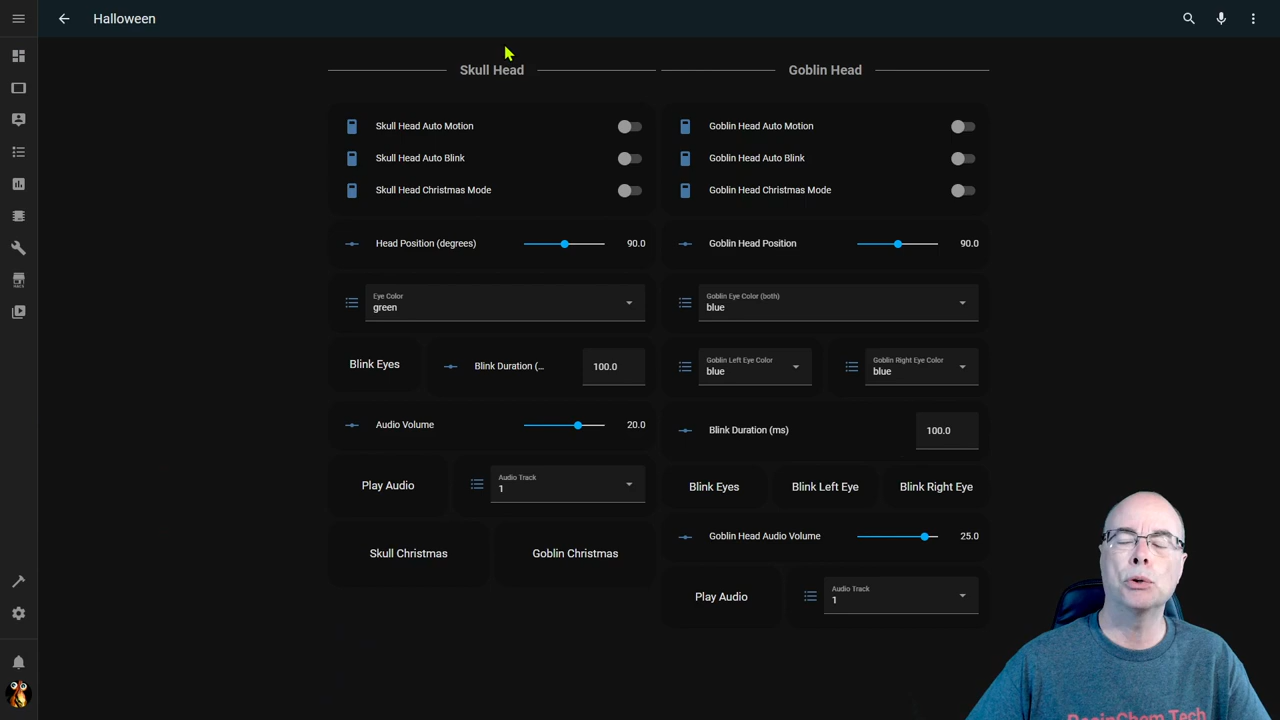 Halloween
Skull Head
Skull Head Auto Motion
Skull Head Auto Blink
Skull Head Christmas Mode
Head Position (degrees)
90.0
Eye Color
green
Blink Eyes
Blink Duration (...
100.0
Audio Volume
20.0
Play Audio
Audio Track
1
Skull Christmas
Goblin Christmas
Goblin Head
Goblin Head Auto Motion
Goblin Head Auto Blink
Goblin Head Christmas Mode
Goblin Head Position
90.0
Goblin Eye Color (both)
blue
Goblin Left Eye Color
blue
Goblin Right Eye Color
blue
Blink Duration (ms)
100.0
Blink Eyes
Blink Left Eye
Blink Right Eye
Goblin Head Audio Volume
25.0
Play Audio
Audio Track
1
Tech